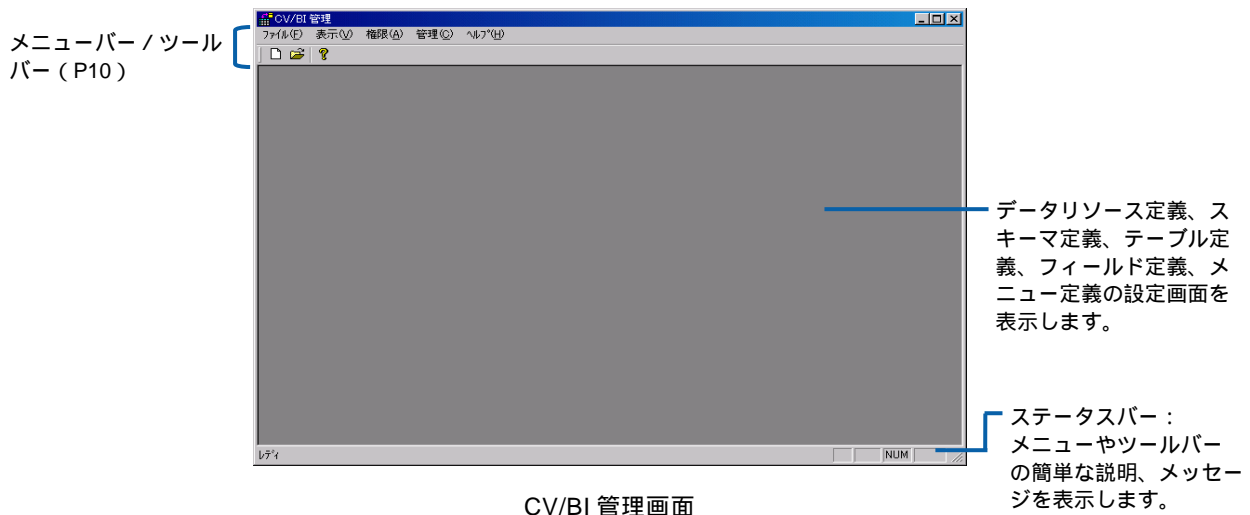 CV/BI 管理
ファイル(F) 表示(V) 権限(A) 管理(C) ヘルプ(H)
メニューバー / ツール
バー ( P10 )
データリソース定義、ス
キーマ定義、テーブル定
義、フィールド定義、メ
ニュー定義の設定画面を
表示します。
ステータスバー :
メニューやツールバー
の簡単な説明、メッセー
ジを表示します。
レディ
NUM
CV/BI 管理画面